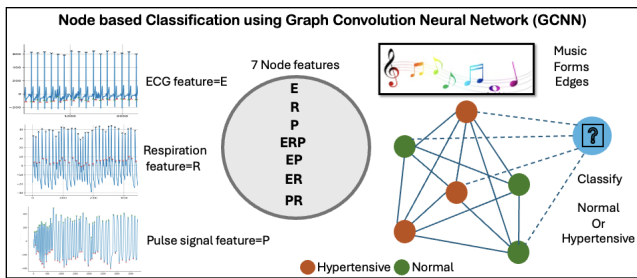 Node based Classification using Graph Convolution Neural Network (GCNN)
ECG feature=E
Respiration
feature=R
Pulse signal feature=P
7 Node features
E
R
P
ERP
EP
ER
PR
Music
Forms
Edges
?
Classify
Normal
Or
Hypertensive
Hypertensive
Normal